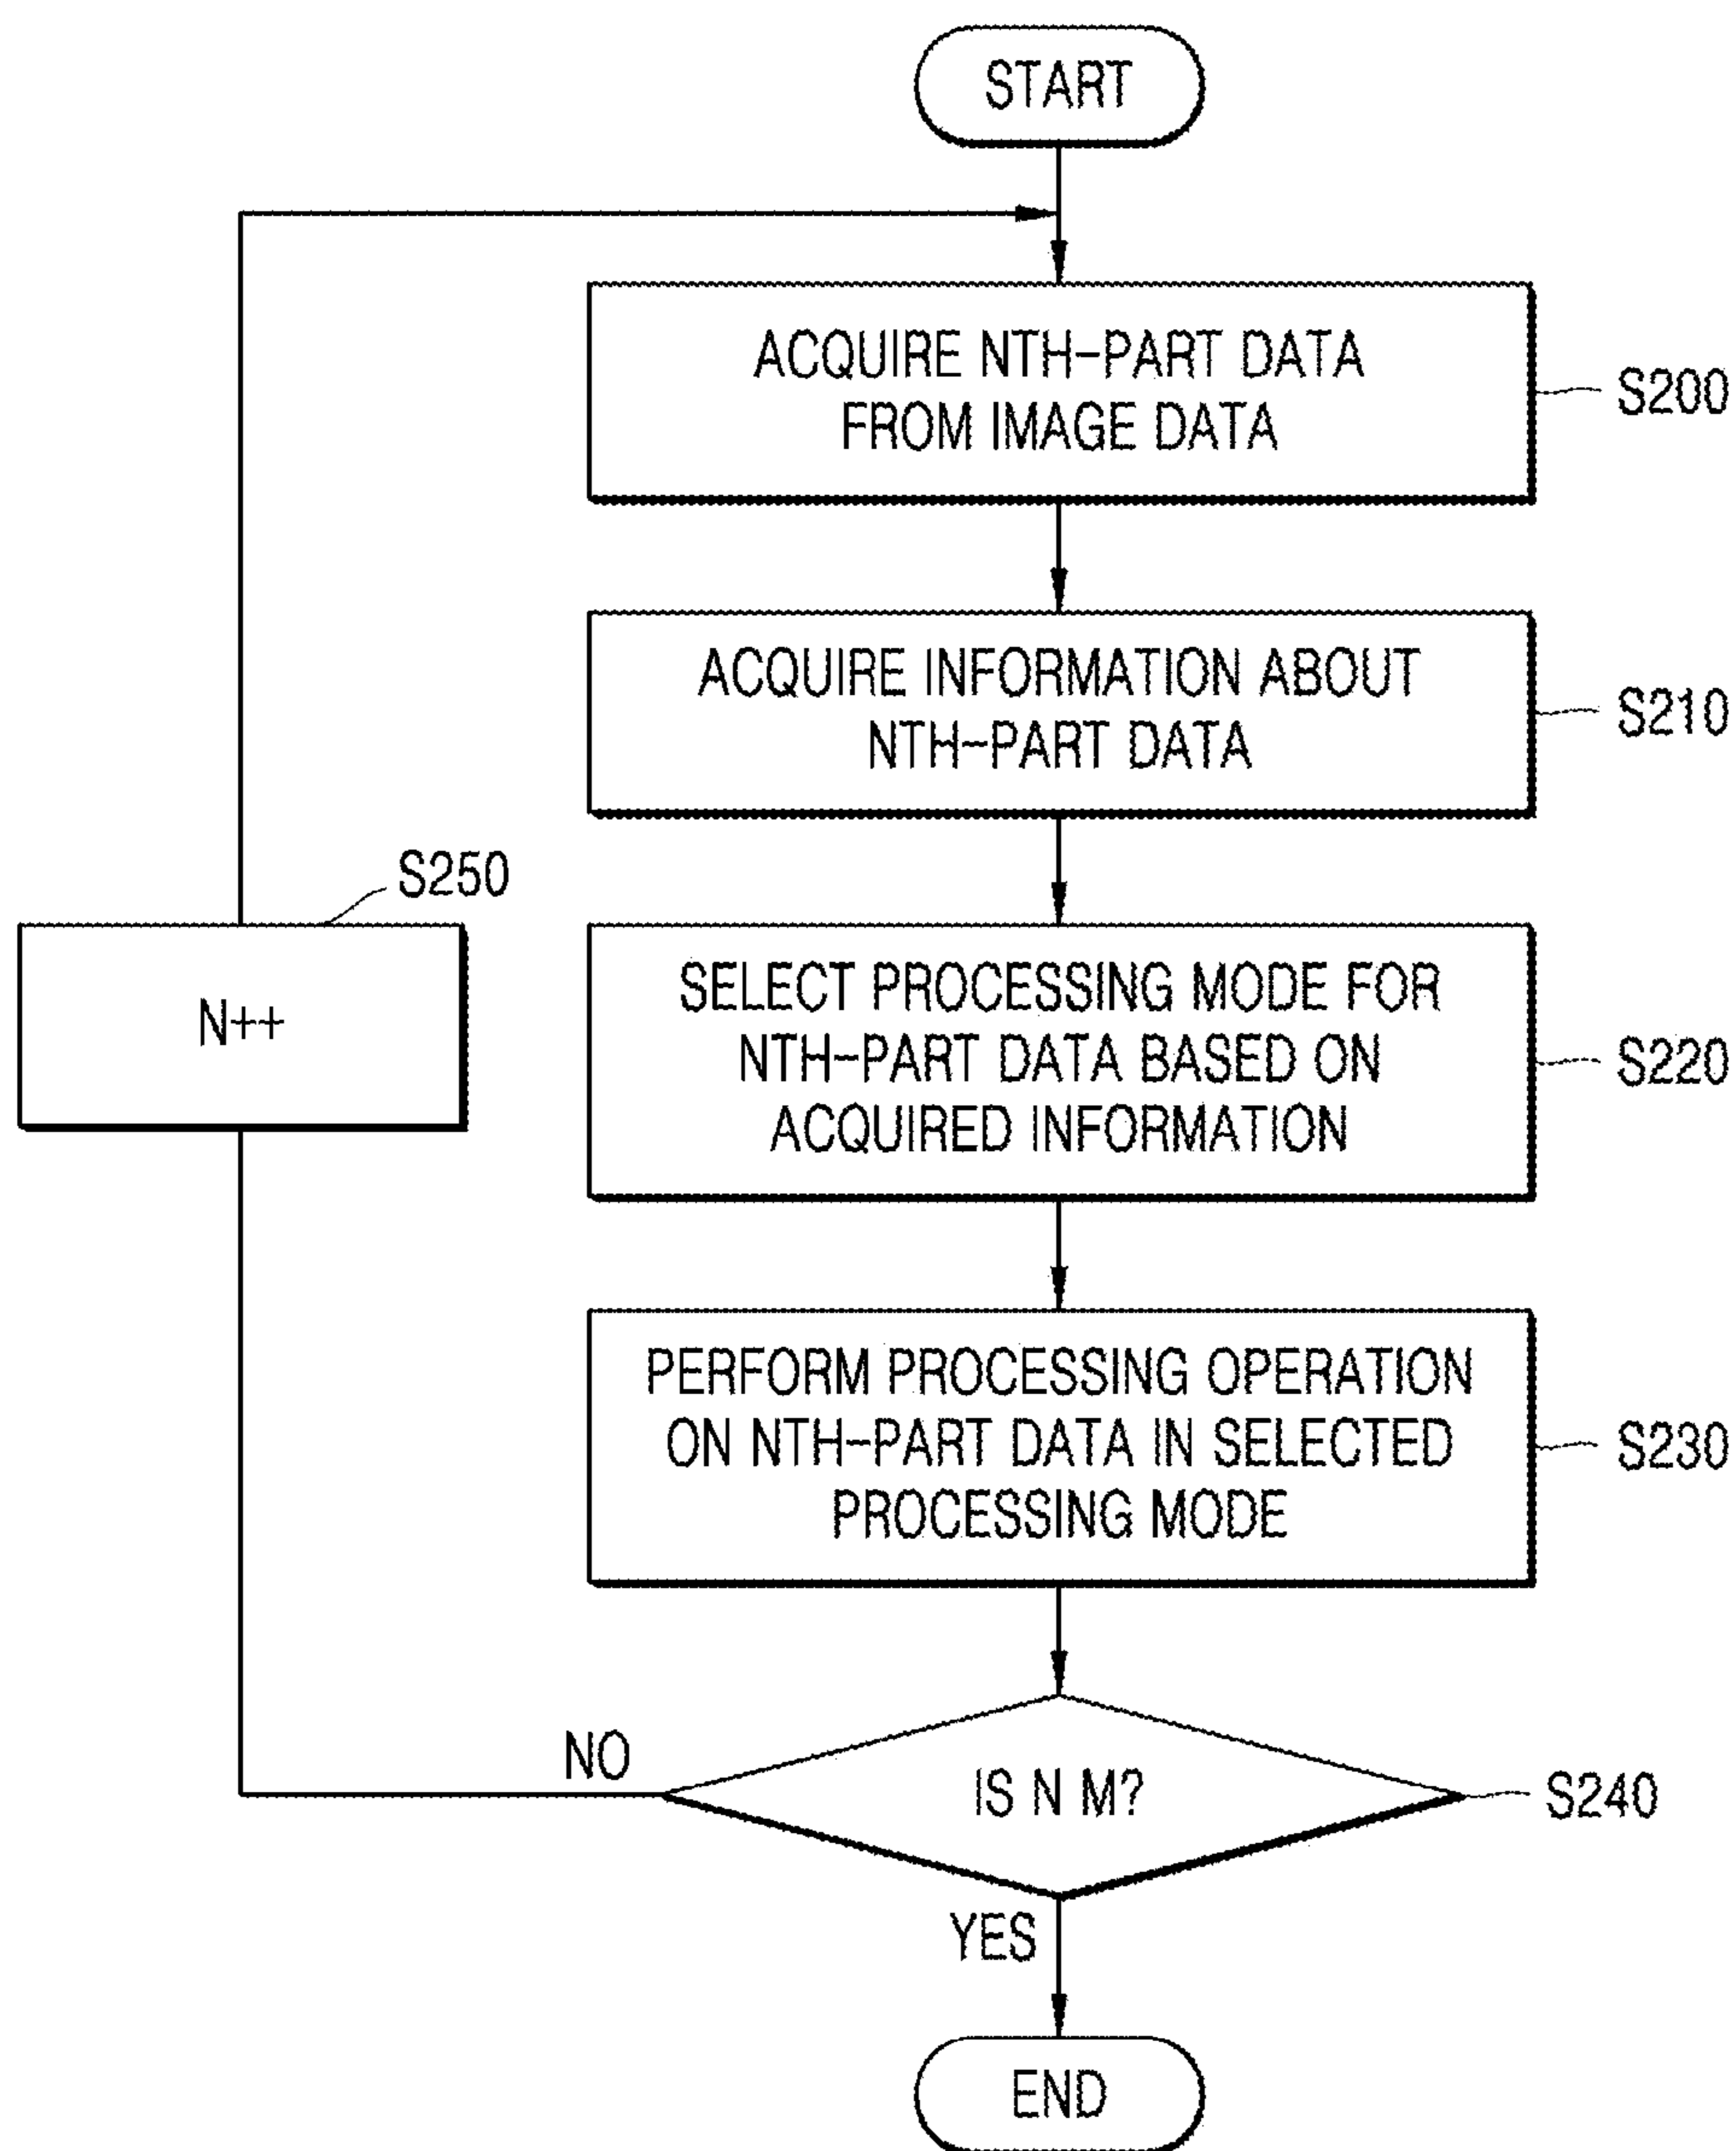 START
ACQUIRE NTH-PART DATA
FROM IMAGE DATA
S200
ACQUIRE INFORMATION ABOUT
NTH-PART DATA
S210
S250
N++
SELECT PROCESSING MODE FOR
NTH-PART DATA BASED ON
ACQUIRED INFORMATION
S220
PERFORM PROCESSING OPERATION
ON NTH-PART DATA IN SELECTED
PROCESSING MODE
S230
NO
IS N M?
S240
YES
END